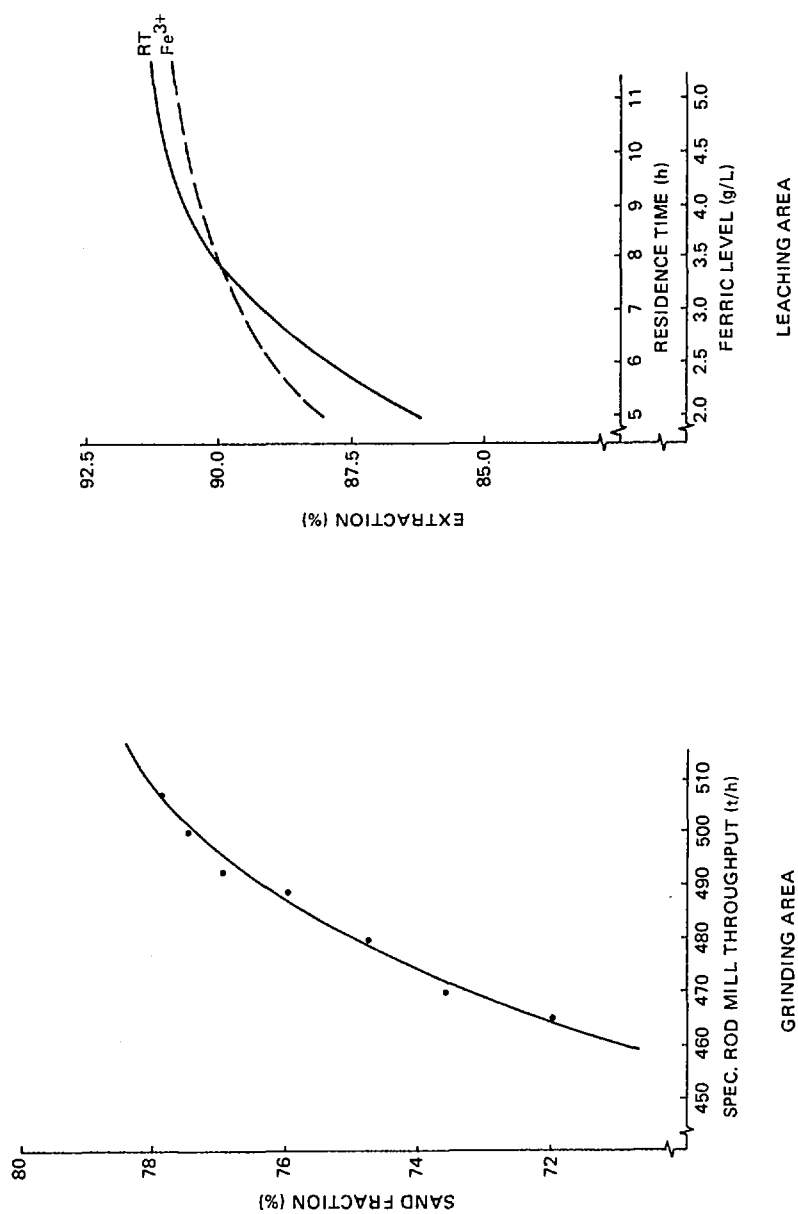 80
78
76
74
72
SAND FRACTION (%)
450 460 470 480 490 500 510
SPEC. ROD MILL THROUGHPUT (t/h)
GRINDING AREA
92.5
90.0
87.5
85.0
EXTRACTION (%)
RT
Fe3+
5 6 7 8 9 10 11
RESIDENCE TIME (h)
2.0 2.5 3.0 3.5 4.0 4.5 5.0
FERRIC LEVEL (g/L)
LEACHING AREA